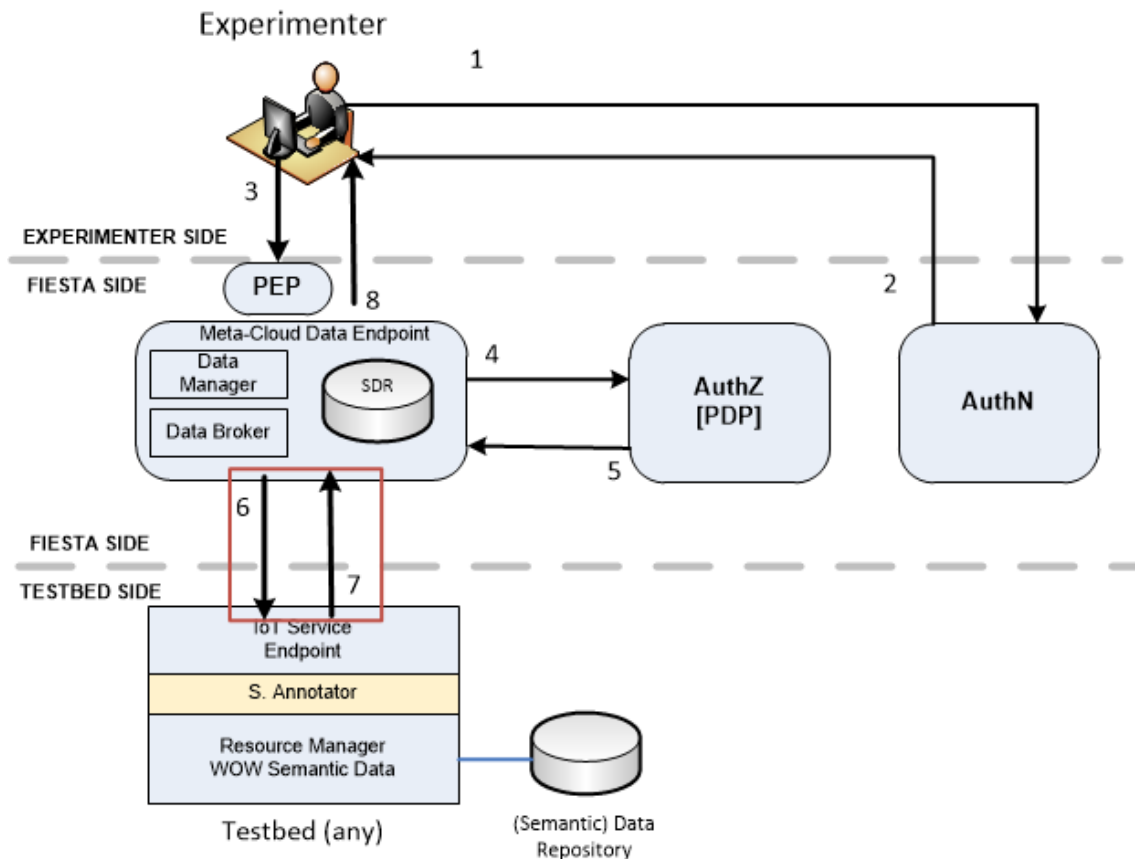 Experimenter
1
3
EXPERIMENTER SIDE
FIESTA SIDE
2
PEP
8
Meta-Cloud Data Endpoint
Data
Manager
SDR
Data Broker
4
AuthZ
[PDP]
AuthN
5
6
FIESTA SIDE
TESTBED SIDE
7
IoT Service
Endpoint
S. Annotator
Resource Manager
WOW Semantic Data
Testbed (any)
(Semantic) Data
Repository